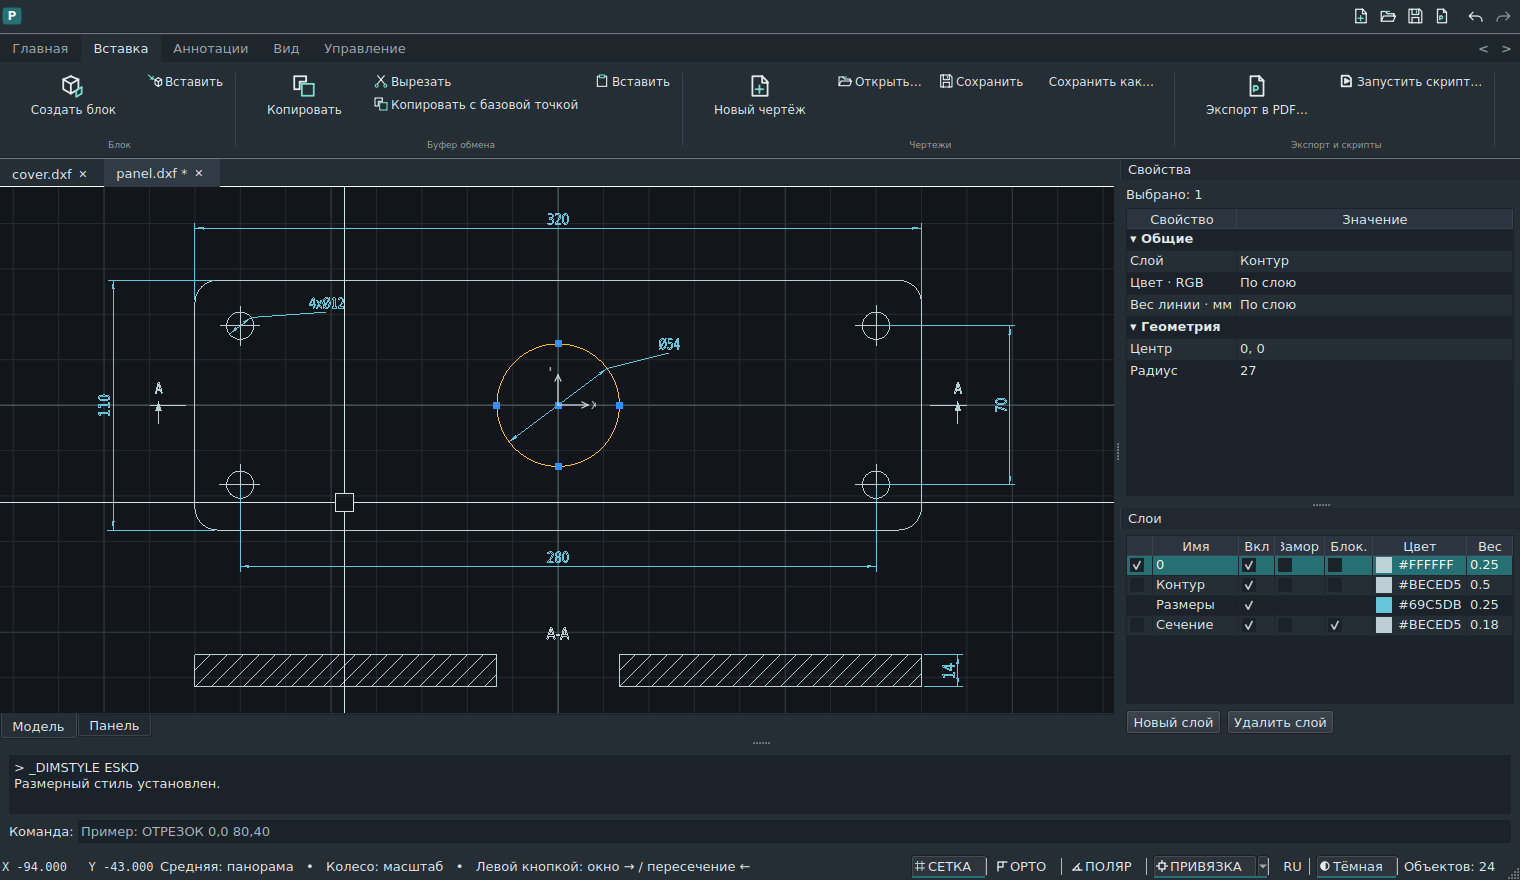 P
Главная Вставка Аннотации Вид Управление < >
Создать блок Вставить
Блок
Копировать Вырезать Копировать с базовой точкой Вставить
Буфер обмена
Новый чертёж Открыть... Сохранить Сохранить как...
Чертежи
Экспорт в PDF... Запустить скрипт...
Экспорт и скрипты
cover.dxf × panel.dxf * ×
320
4xØ12
Ø54
A A
110
X
70
280
A-A
14
Модель Панель
Свойства
Выбрано: 1
Свойство Значение
▾ Общие
Слой Контур
Цвет · RGB По слою
Вес линии · мм По слою
▾ Геометрия
Центр 0, 0
Радиус 27
Слои
Имя Вкл Замор Блок. Цвет Вес
0 #FFFFFF 0.25
Контур #BECED5 0.5
Размеры #69C5DB 0.25
Сечение #BECED5 0.18
Новый слой Удалить слой
> _DIMSTYLE ESKD
Размерный стиль установлен.
Команда: Пример: ОТРЕЗОК 0,0 80,40
X -94.000 Y -43.000 Средняя: панорама • Колесо: масштаб • Левой кнопкой: окно → / пересечение ← СЕТКА ОРТО ПОЛЯР ПРИВЯЗКА RU Тёмная Объектов: 24